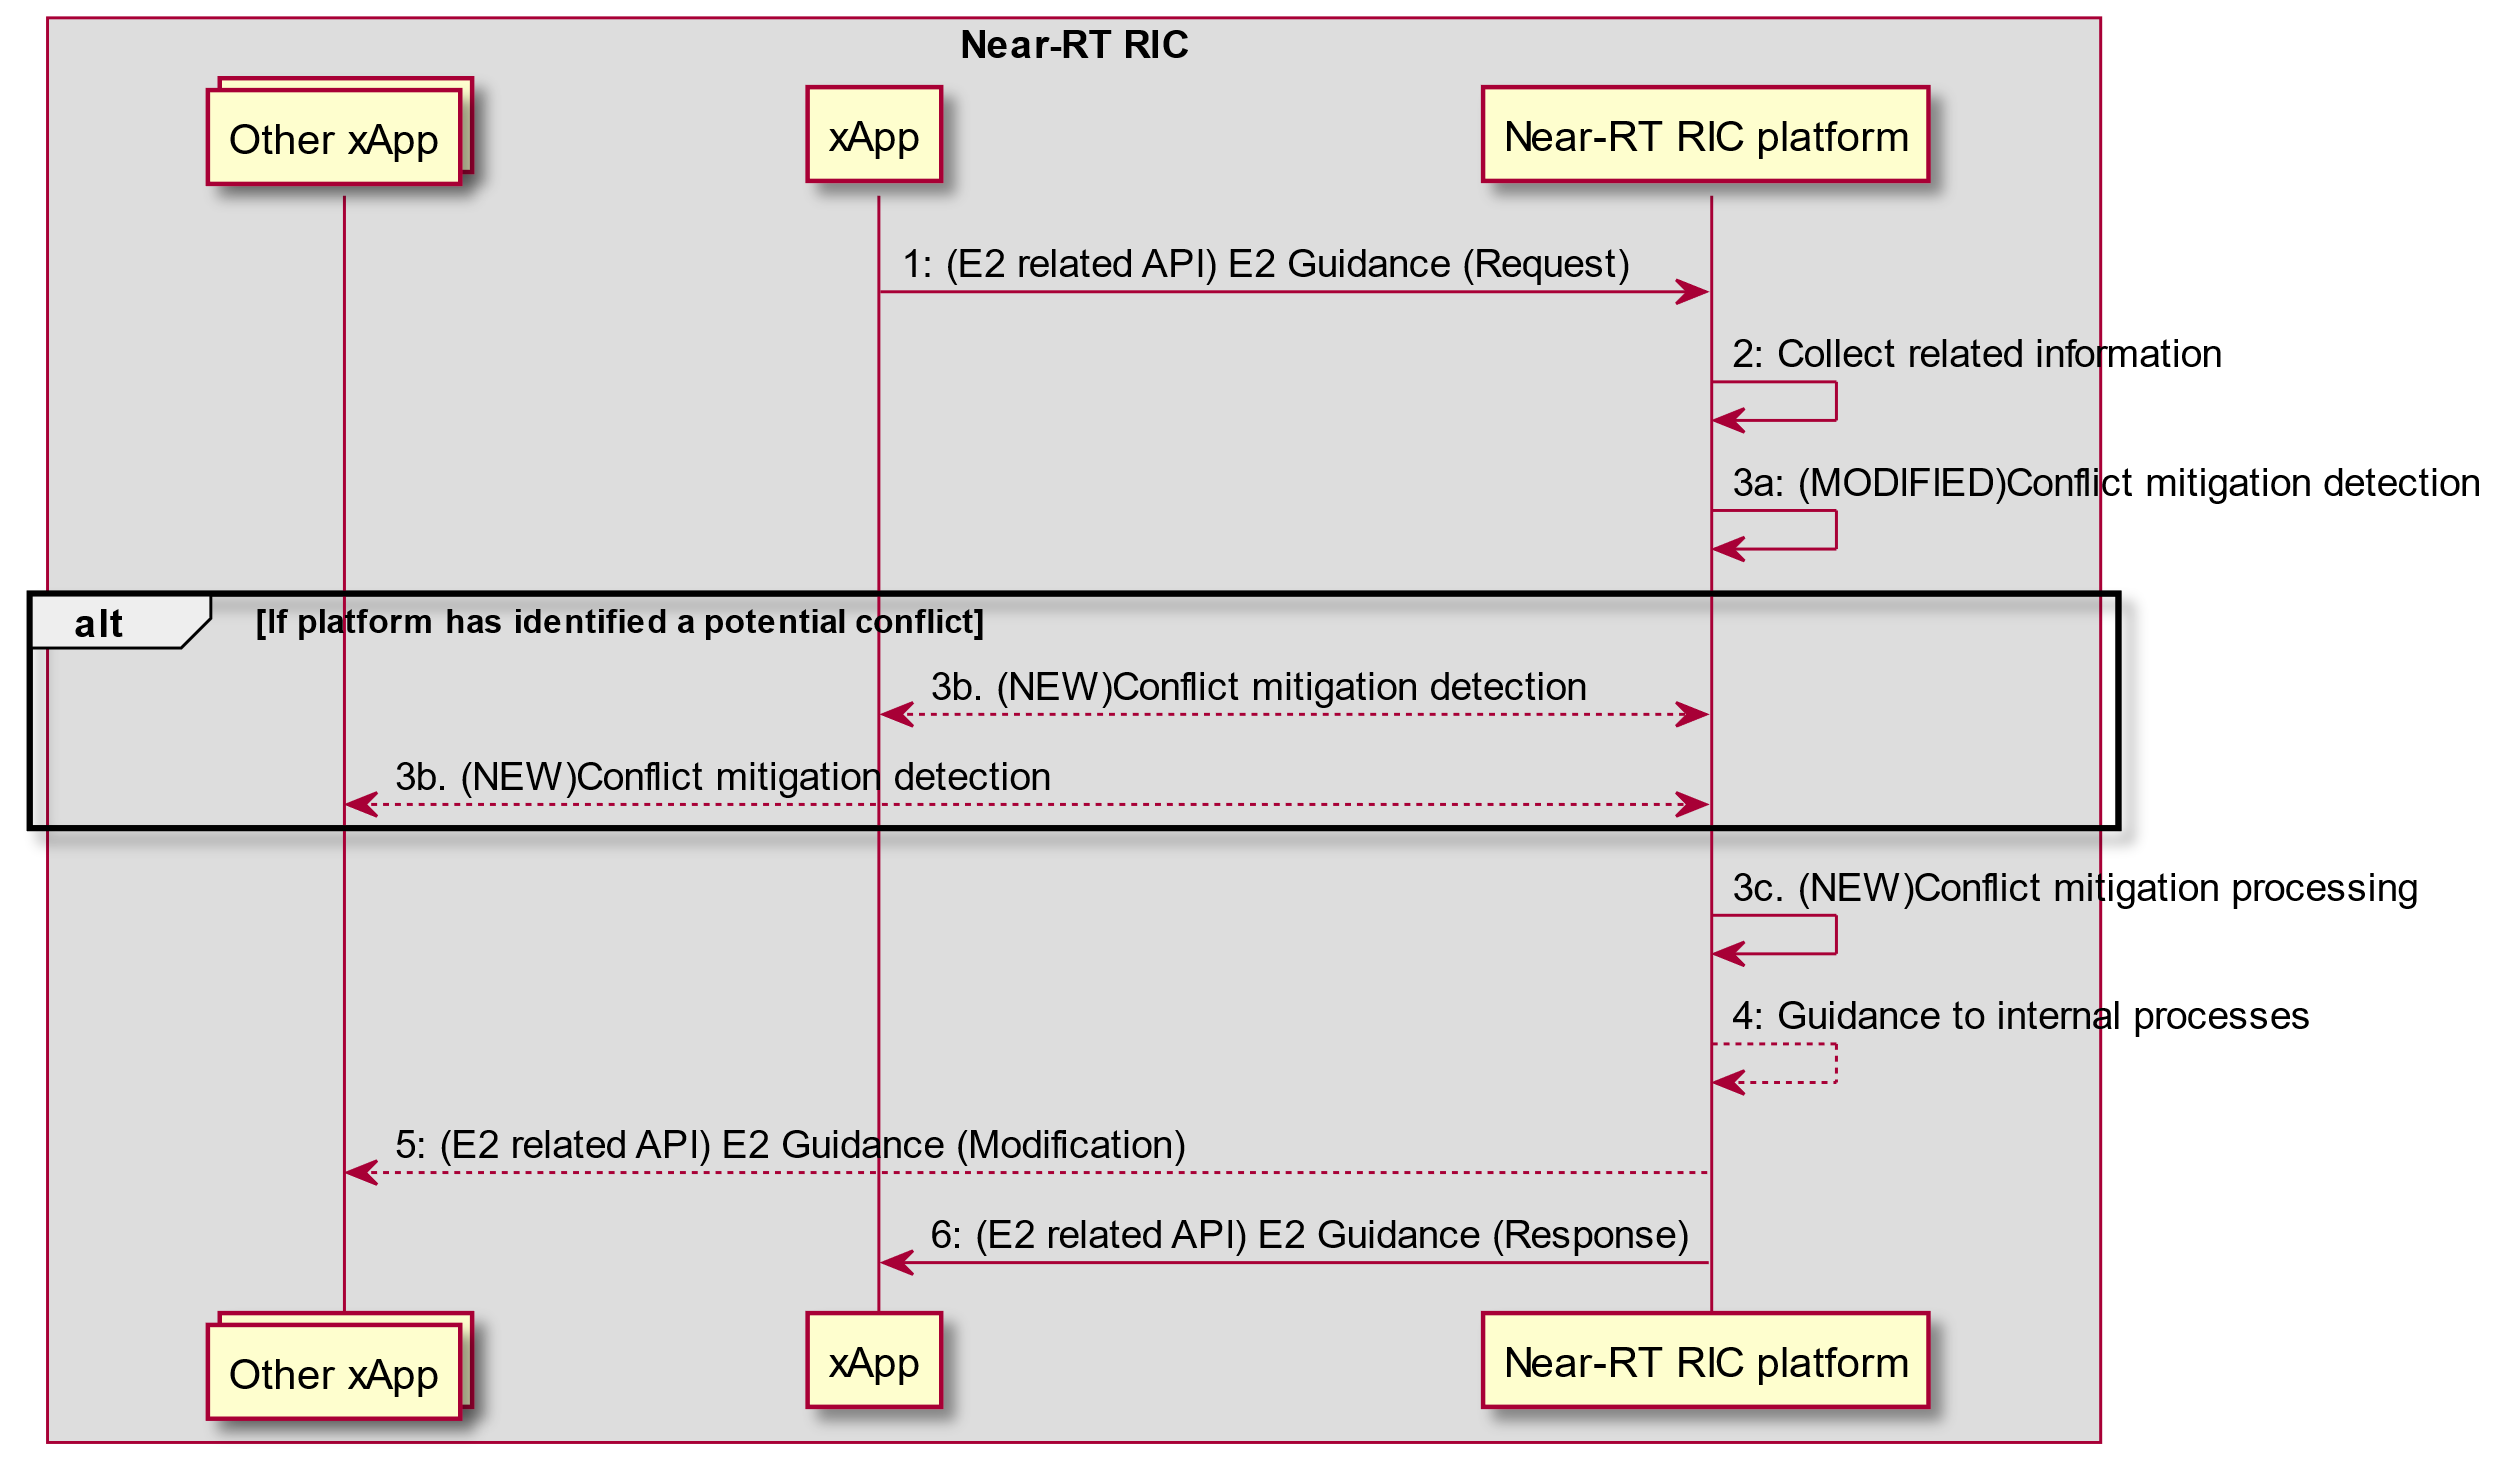 Near-RT RIC
Other xApp
xApp
Near-RT RIC platform
1: (E2 related API) E2 Guidance (Request)
2: Collect related information
3a: (MODIFIED)Conflict mitigation detection
alt
[If platform has identified a potential conflict]
3b. (NEW)Conflict mitigation detection
3b. (NEW)Conflict mitigation detection
3c. (NEW)Conflict mitigation processing
4: Guidance to internal processes
5: (E2 related API) E2 Guidance (Modification)
6: (E2 related API) E2 Guidance (Response)
Other xApp
xApp
Near-RT RIC platform